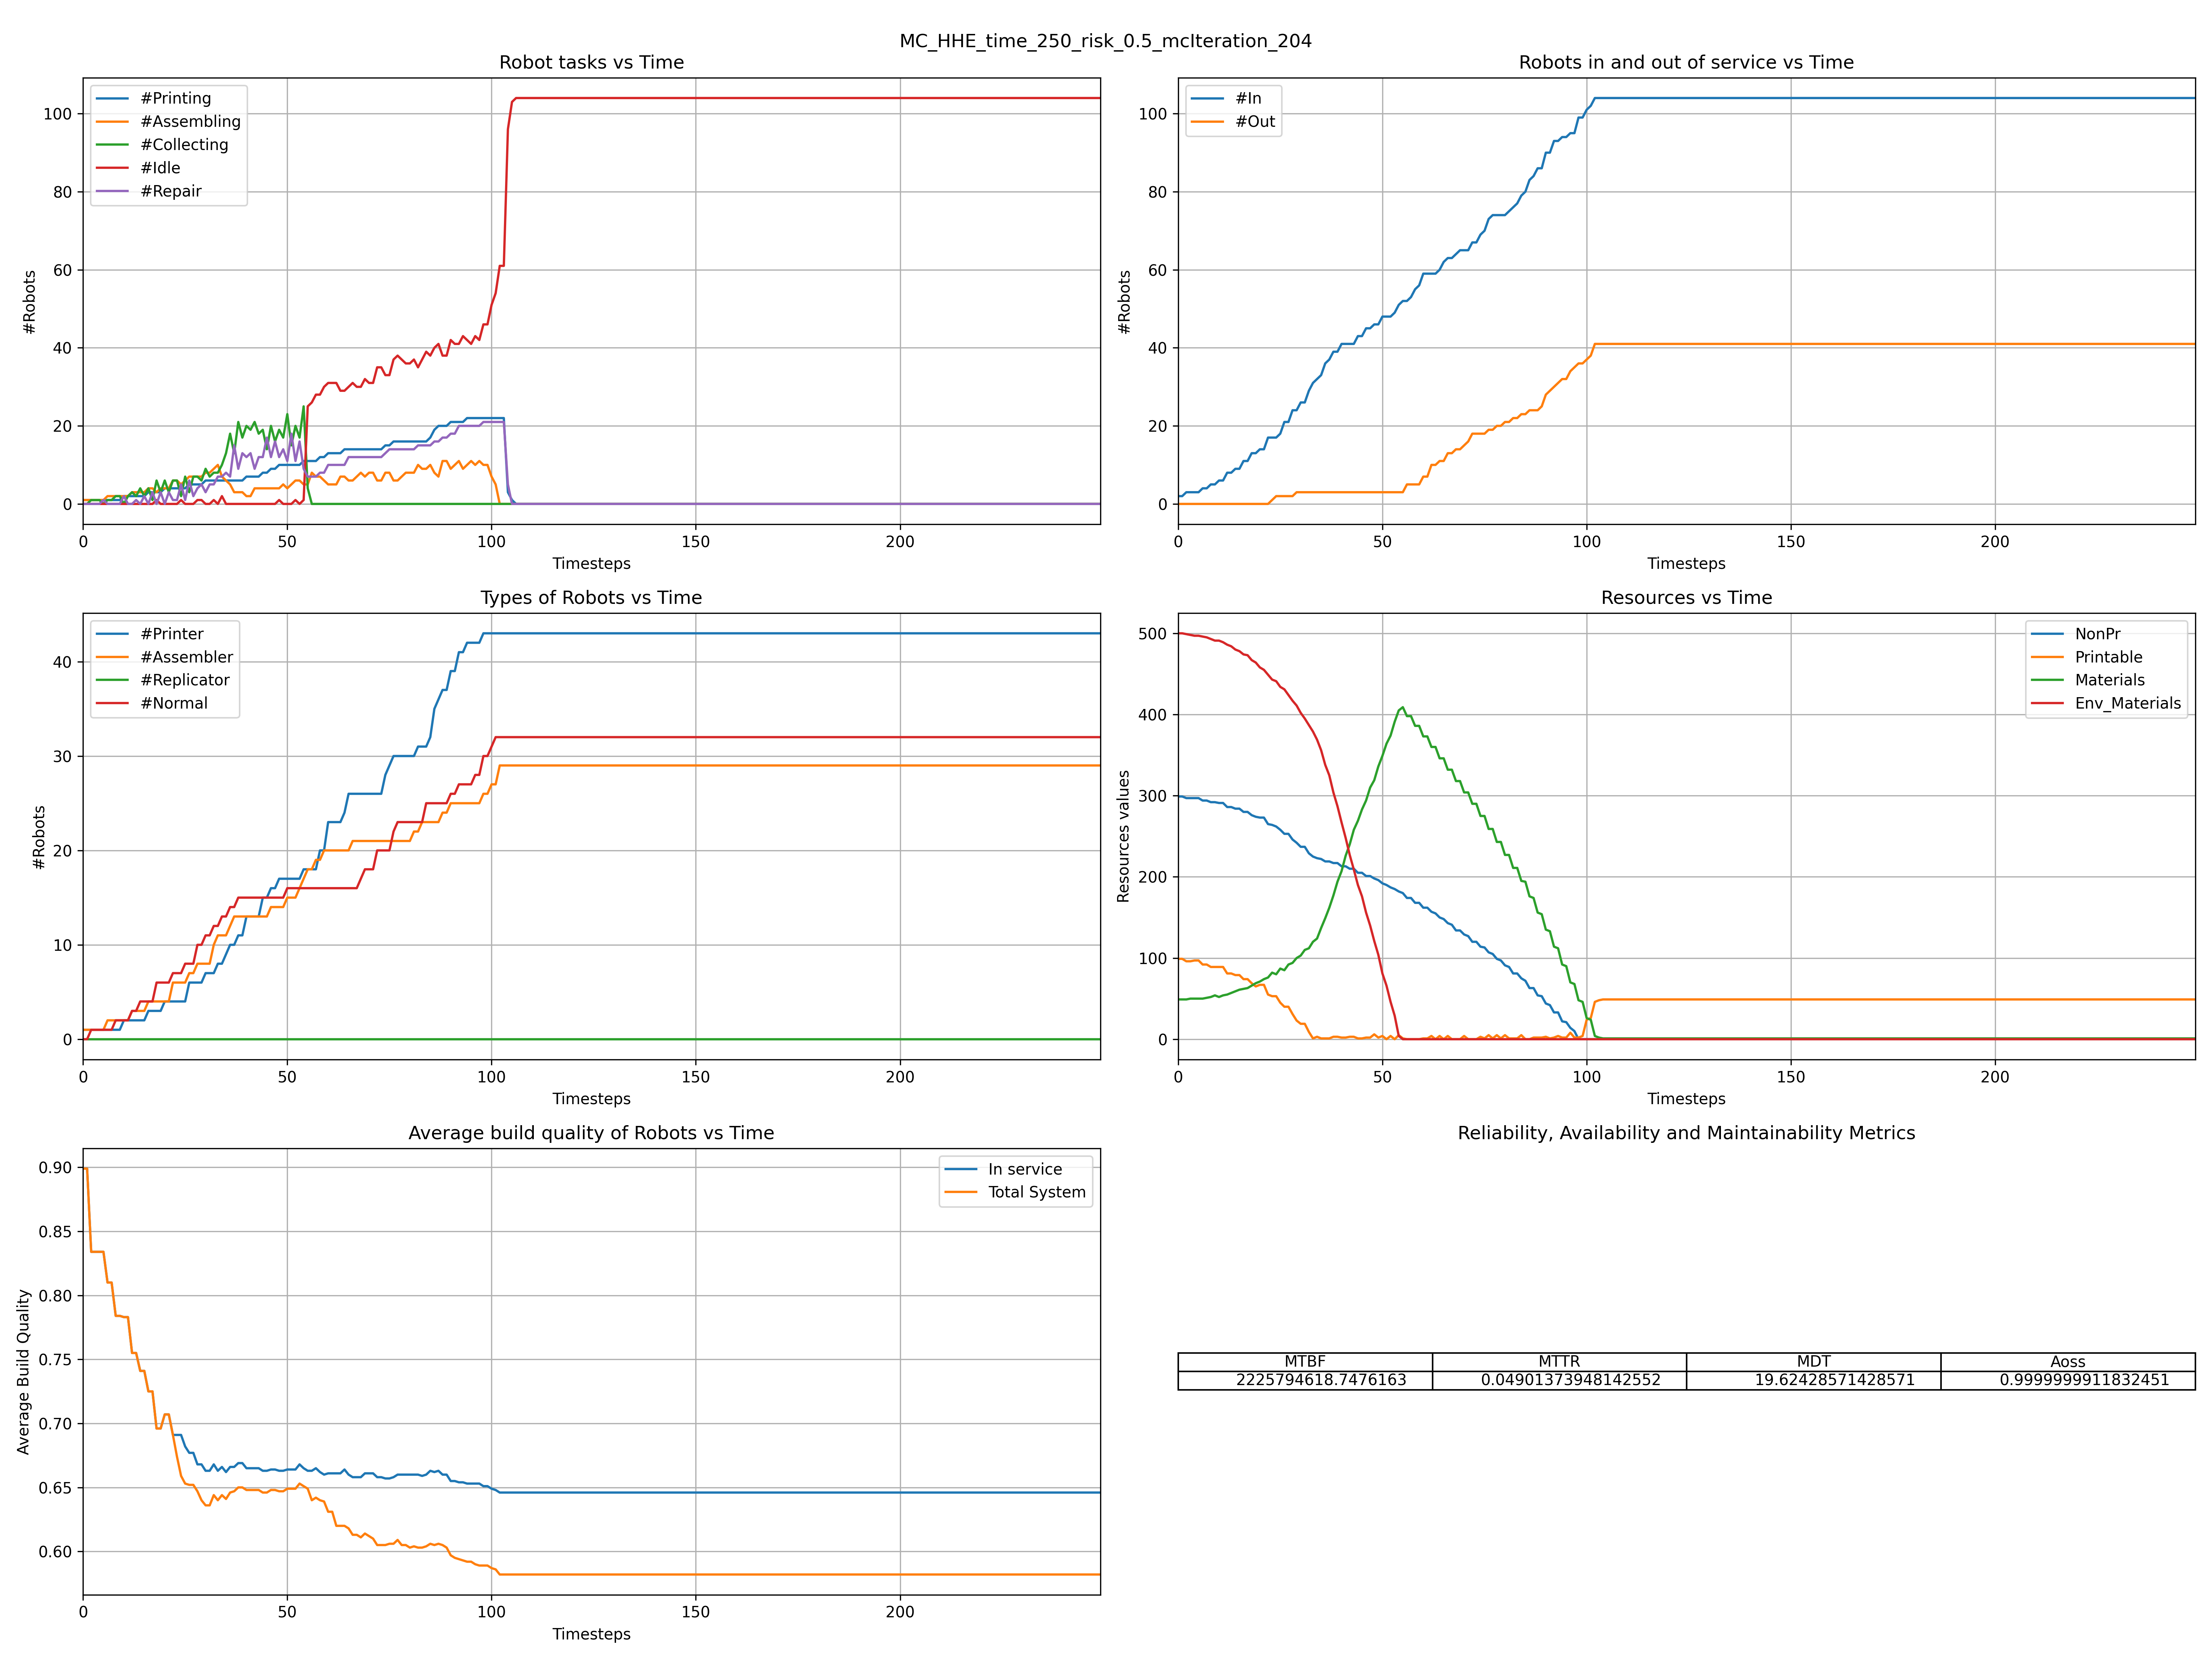 MC_HHE_time_250_risk_0.5_mcIteration_204
Robot tasks vs Time
#Printing
#Assembling
#Collecting
#Idle
#Repair
100
80
60
40
20
0
#Robots
0 50 100 150 200
Timesteps
Robots in and out of service vs Time
#In
#Out
100
80
60
40
20
0
#Robots
0 50 100 150 200
Timesteps
Types of Robots vs Time
#Printer
#Assembler
#Replicator
#Normal
40
30
20
10
0
#Robots
0 50 100 150 200
Timesteps
Resources vs Time
NonPr
Printable
Materials
Env_Materials
500
400
300
200
100
0
Resources values
0 50 100 150 200
Timesteps
Average build quality of Robots vs Time
In service
Total System
0.90
0.85
0.80
0.75
0.70
0.65
0.60
Average Build Quality
0 50 100 150 200
Timesteps
Reliability, Availability and Maintainability Metrics
MTBF MTTR MDT Aoss
2225794618.7476163 0.04901373948142552 19.62428571428571 0.9999999911832451